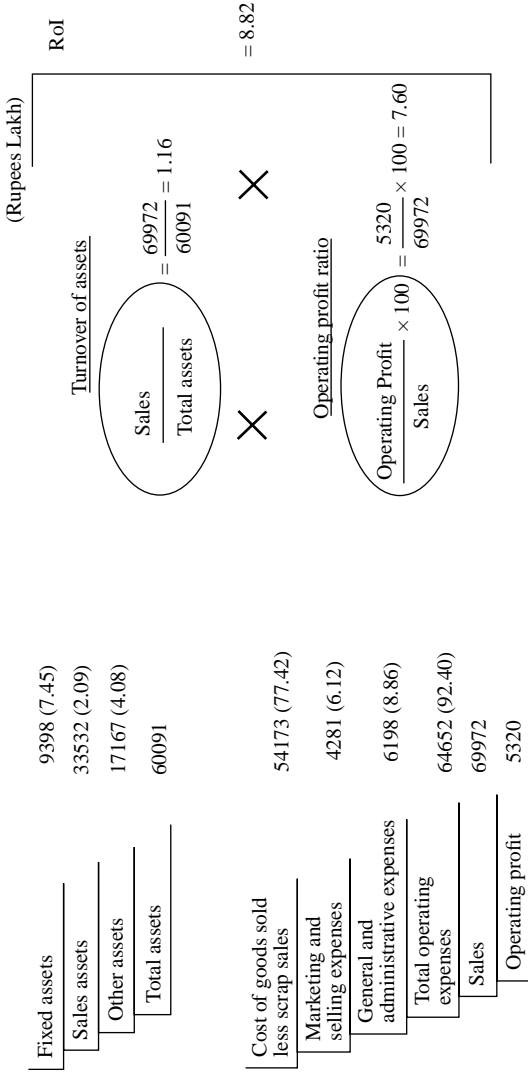 (Rupees Lakh)
Fixed assets 9398 (7.45)
Sales assets 33532 (2.09)
Other assets 17167 (4.08)
Total assets 60091
Turnover of assets
Sales
Total assets
= 69972
60091
= 1.16
×
×
RoI
= 8.82
Cost of goods sold
less scrap sales 54173 (77.42)
Marketing and
selling expenses 4281 (6.12)
General and
administrative expenses 6198 (8.86)
Total operating
expenses 64652 (92.40)
Sales 69972
Operating profit 5320
Operating profit ratio
Operating Profit
Sales
× 100 = 5320
69972
× 100 = 7.60